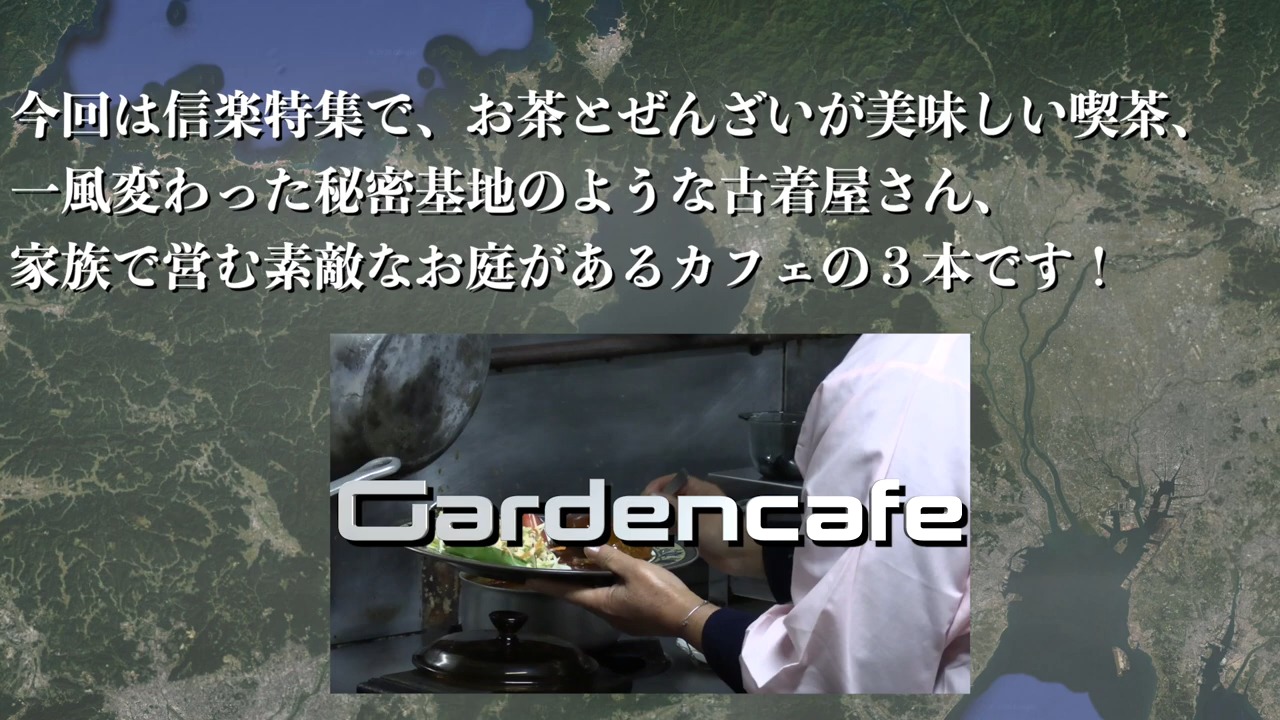 今回は信楽特集で、お茶とぜんざいが美味しい喫茶、
一風変わった秘密基地のような古着屋さん、
家族で営む素敵なお庭があるカフェの３本です！
Gardencafe